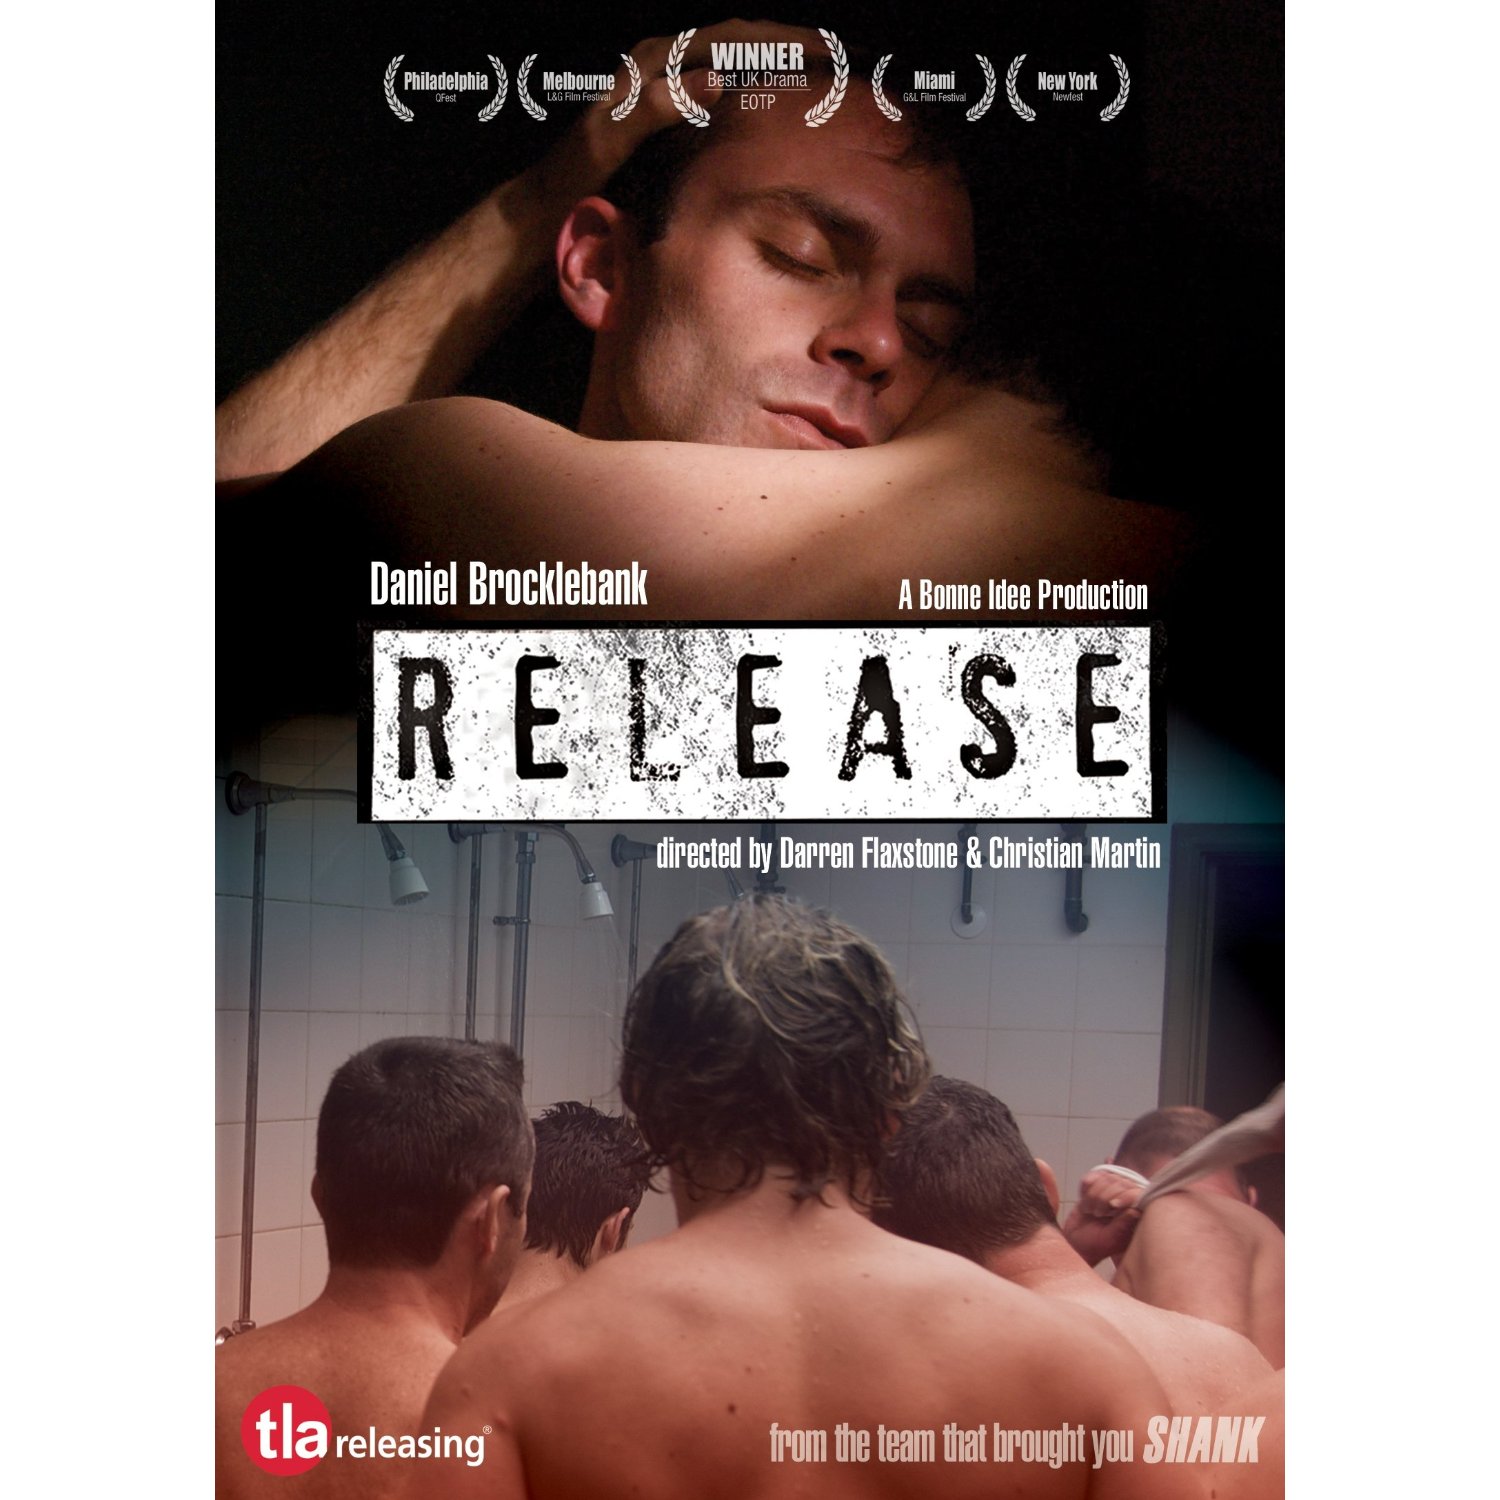 Philadelphia
QFest
Melbourne
L&G Film Festival
WINNER
Best UK Drama
EOTP
Miami
G&L Film Festival
New York
Newfest
Daniel Brocklebank
A Bonne Idee Production
RELEASE
directed by Darren Flaxstone & Christian Martin
tla releasing®
from the team that brought you SHANK